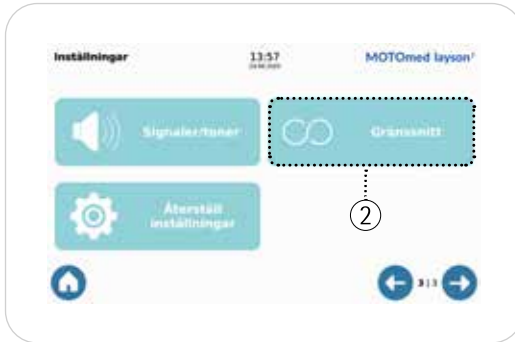 Inställningar
13:57
MOTOmed layson'
Signaler/toner
Gränssnitt
Återställ
inställningar
2
3 | 3